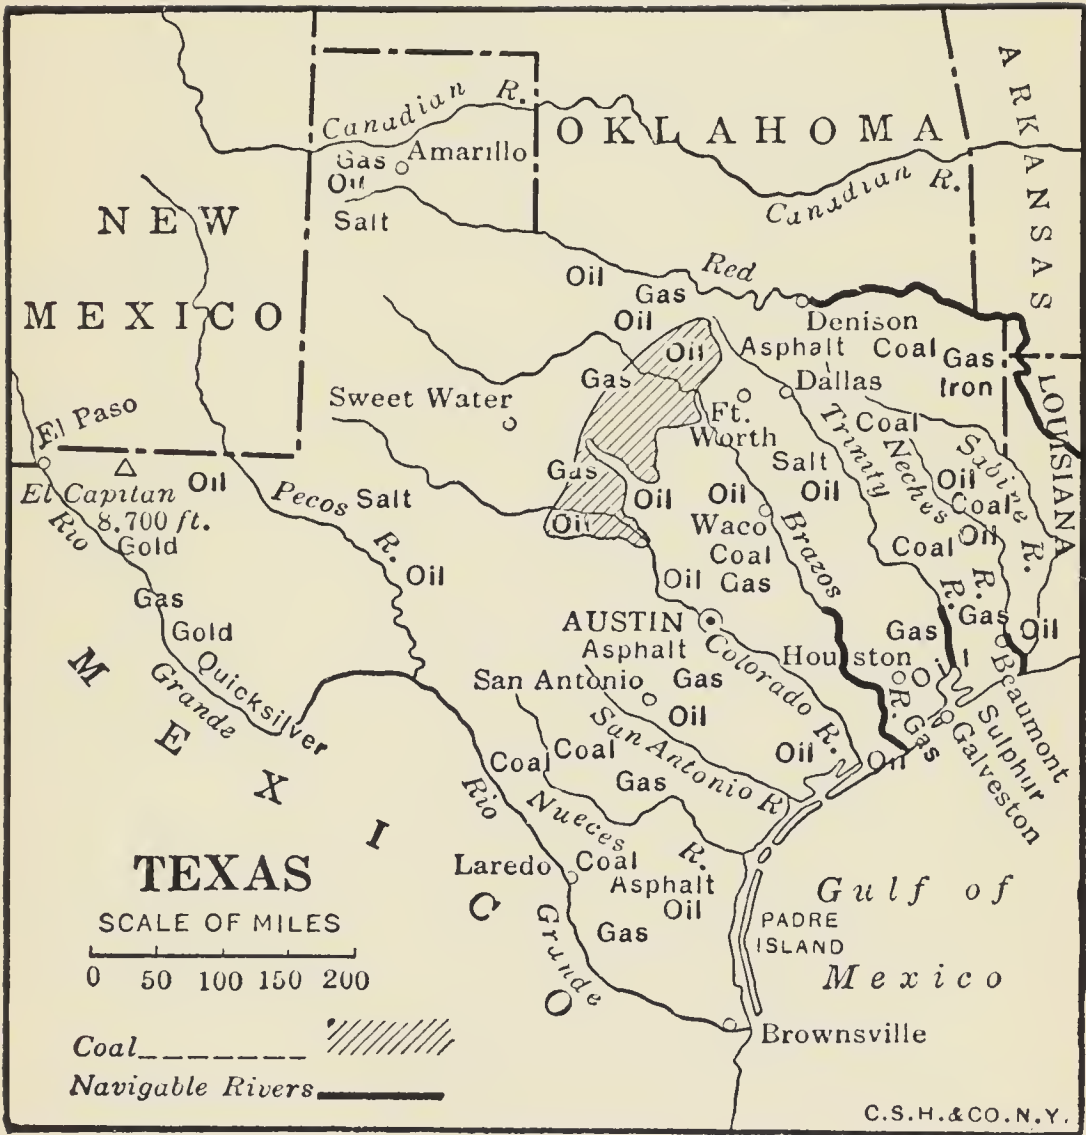 Canadian R.
OKLAHOMA
ARKANSAS
Gas
Amarillo
Oil
Salt
Canadian R.
NEW
MEXICO
Red
Oil
Gas
Oil
Denison
Oil
Asphalt
Coal
Gas
Iron
Gas
Dallas
LOUISIANA
Sweet Water
El Paso
Ft.
Worth
Coal
Trinity
Neches
Sabine R.
Gas
Salt
Oil
El Capitan
8.700 ft.
Oil
Pecos
Salt
Oil
Oil
Oil
Coal
Oil
Waco
Rio
Gold
R.
Oil
Brazos
Coal
Coal
Gas
Oil
Gas
Oil
R.
R.
Gas
Gas
Oil
Gold
AUSTIN
Asphalt
Colorado R.
Houston
Oil
Beaumont
Quicksilver
Grande
San Antonio
Gas
Oil
R.
Gas
Sulphur
Galveston
San Antonio R
Oil
Coal
Coal
Gas
Rio
Nueces
R.
MEXICO
TEXAS
SCALE OF MILES
0 50 100 150 200
Laredo
Coal
Asphalt
Oil
Gas
Grande
Gulf of
Mexico
PADRE
ISLAND
Brownsville
Coal
Navigable Rivers
C.S.H.&CO.N.Y.